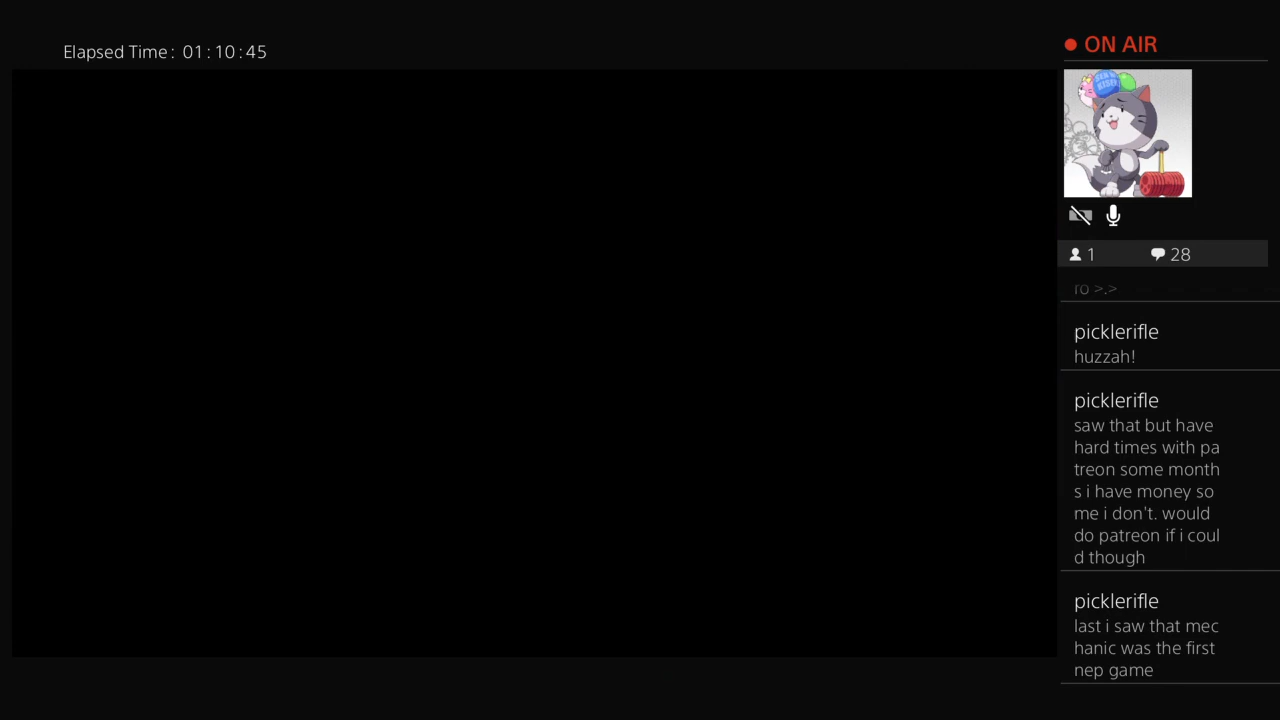 Elapsed Time: 01:10:45
ON AIR
1
28
ro >.>
picklerifle
huzzah!
picklerifle
saw that but have
hard times with pa
treon some month
s i have money so
me i don't. would
do patreon if i coul
d though
picklerifle
last i saw that mec
hanic was the first
nep game